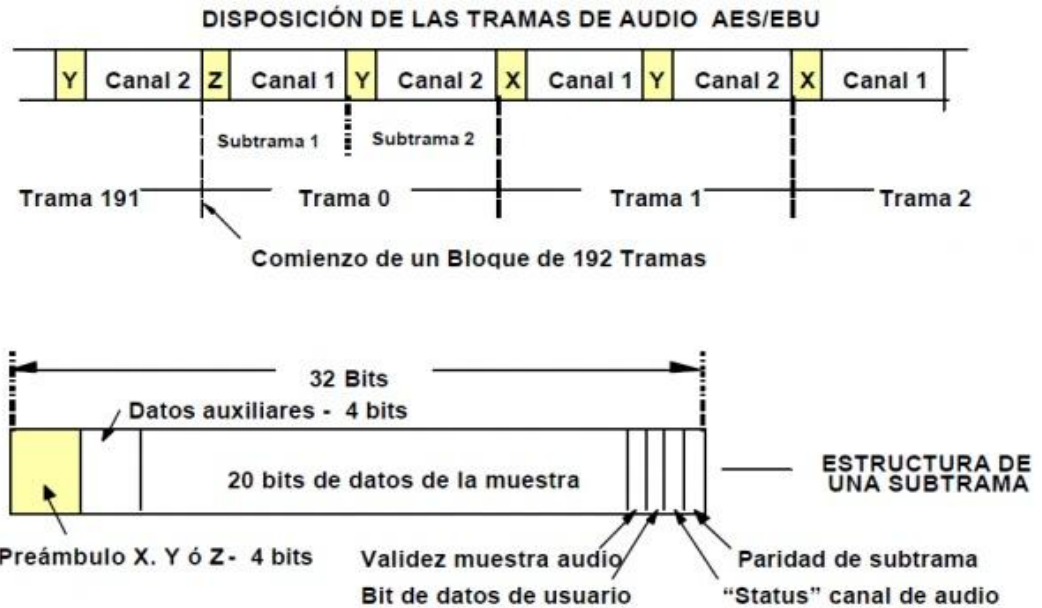 DISPOSICIÓN DE LAS TRAMAS DE AUDIO AES/EBU
Y Canal 2 Z Canal 1 Y Canal 2 X Canal 1 Y Canal 2 X Canal 1
Subtrama 1 Subtrama 2
Trama 191 Trama 0 Trama 1 Trama 2
Comienzo de un Bloque de 192 Tramas
32 Bits
Datos auxiliares - 4 bits
20 bits de datos de la muestra
ESTRUCTURA DE
UNA SUBTRAMA
Preámbulo X. Y ó Z- 4 bits
Validez muestra audio
Paridad de subtrama
Bit de datos de usuario
“Status” canal de audio